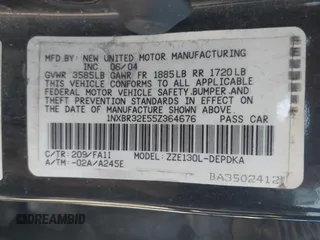 MFD. BY: NEW UNITED MOTOR MANUFACTURING
INC. 06/04
GVWR 3585LB GAWR FR 1885LB RR 1720LB
THIS VEHICLE CONFORMS TO ALL APPLICABLE
FEDERAL MOTOR VEHICLE SAFETY,BUMPER, AND
THEFT PREVENTION STANDARDS IN EFFECT ON
THE DATE OF MANUFACTURE SHOWN ABOVE.
1NXBR32E55Z364676 PASS CAR
C/TR: 209/FA11 MODEL: ZZE130L-DEPDKA
A/TM: -02A/A245E
BA3502412
DREAMBID